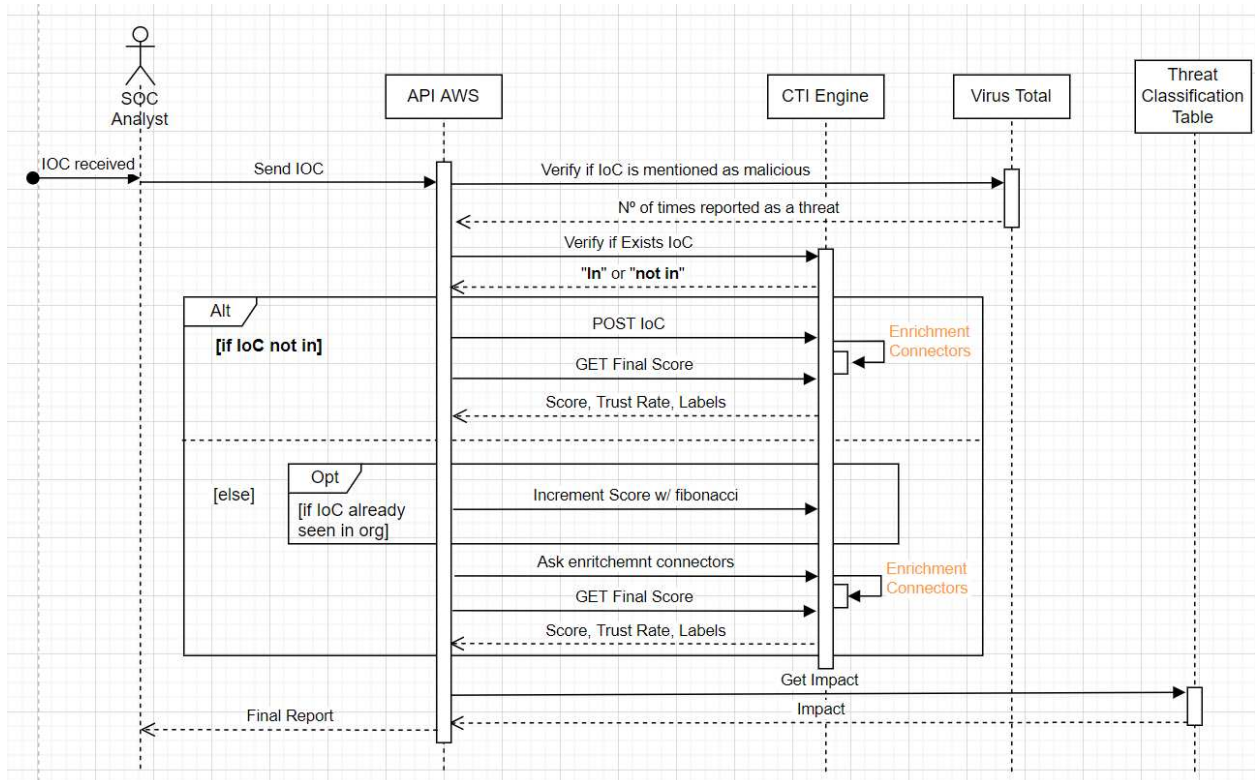 SOC
Analyst
API AWS
CTI Engine
Virus Total
Threat
Classification
Table
IOC received
Send IOC
Verify if IoC is mentioned as malicious
Nº of times reported as a threat
Verify if Exists IoC
"In" or "not in"
Alt
[if IoC not in]
POST IoC
Enrichment
Connectors
GET Final Score
Score, Trust Rate, Labels
[else]
Opt
[if IoC already
seen in org]
Increment Score w/ fibonacci
Ask enritchemnt connectors
Enrichment
Connectors
GET Final Score
Score, Trust Rate, Labels
Get Impact
Impact
Final Report